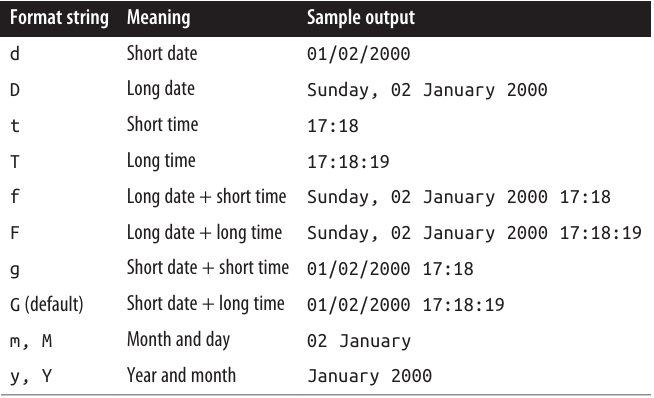 Format string Meaning Sample output
d Short date 01/02/2000
D Long date Sunday, 02 January 2000
t Short time 17:18
T Long time 17:18:19
f Long date + short time Sunday, 02 January 2000 17:18
F Long date + long time Sunday, 02 January 2000 17:18:19
g Short date + short time 01/02/2000 17:18
G (default) Short date + long time 01/02/2000 17:18:19
m, M Month and day 02 January
y, Y Year and month January 2000